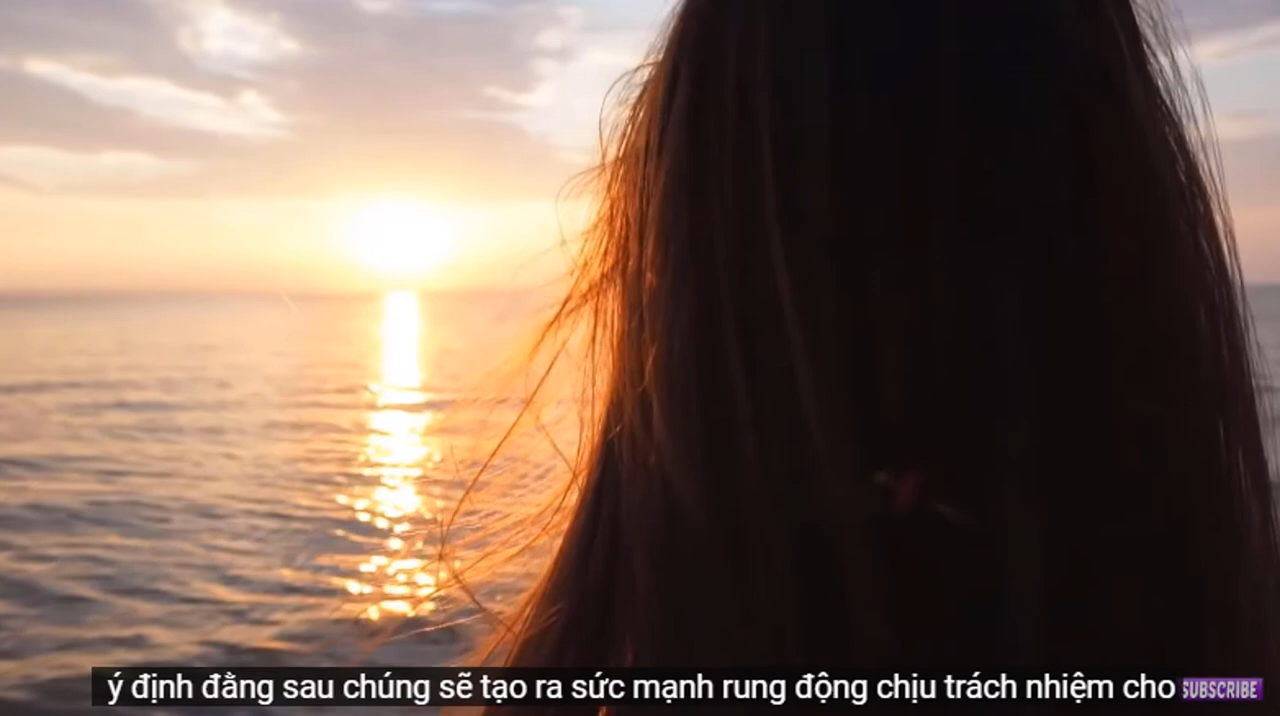 ý định đằng sau chúng sẽ tạo ra sức mạnh rung động chịu trách nhiệm cho
SUBSCRIBE